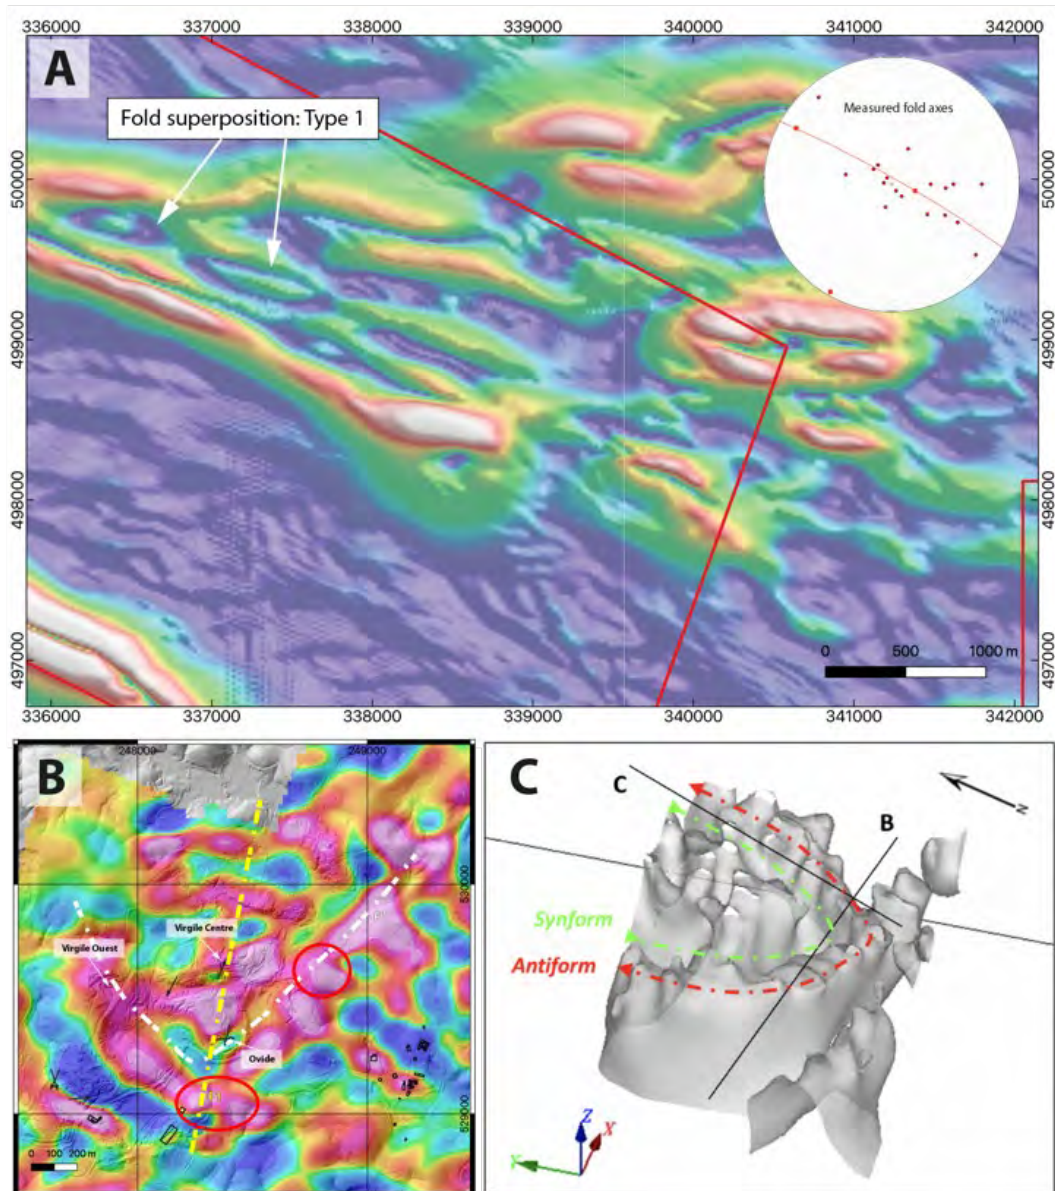 336000 337000 338000 339000 340000 341000 342000
A
Fold superposition: Type 1
Measured fold axes
500000 500000
499000 499000
498000 498000
497000 497000
0 500 1000 m
336000 337000 338000 339000 340000 341000 342000
B
248000 249000
530000
Virgile Centre
Virgile Ouest
Ovide
529000
0 100 200 m
C
C
B
N
Synform
Antiform
Z
X
Y